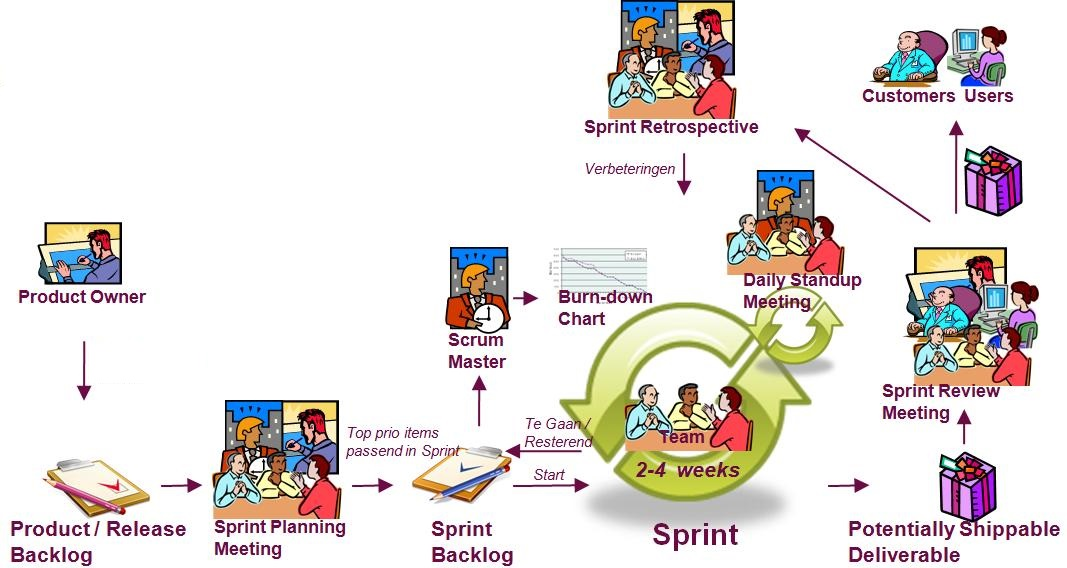 Sprint Retrospective
Customers Users
Verbeteringen
Product Owner
Daily Standup
Meeting
Burn-down
Chart
Scrum
Master
Sprint Review
Meeting
Top prio items
passend in Sprint
Te Gaan /
Resterend
Start
Team
2-4 weeks
Product / Release
Backlog
Sprint Planning
Meeting
Sprint
Backlog
Sprint
Potentially Shippable
Deliverable